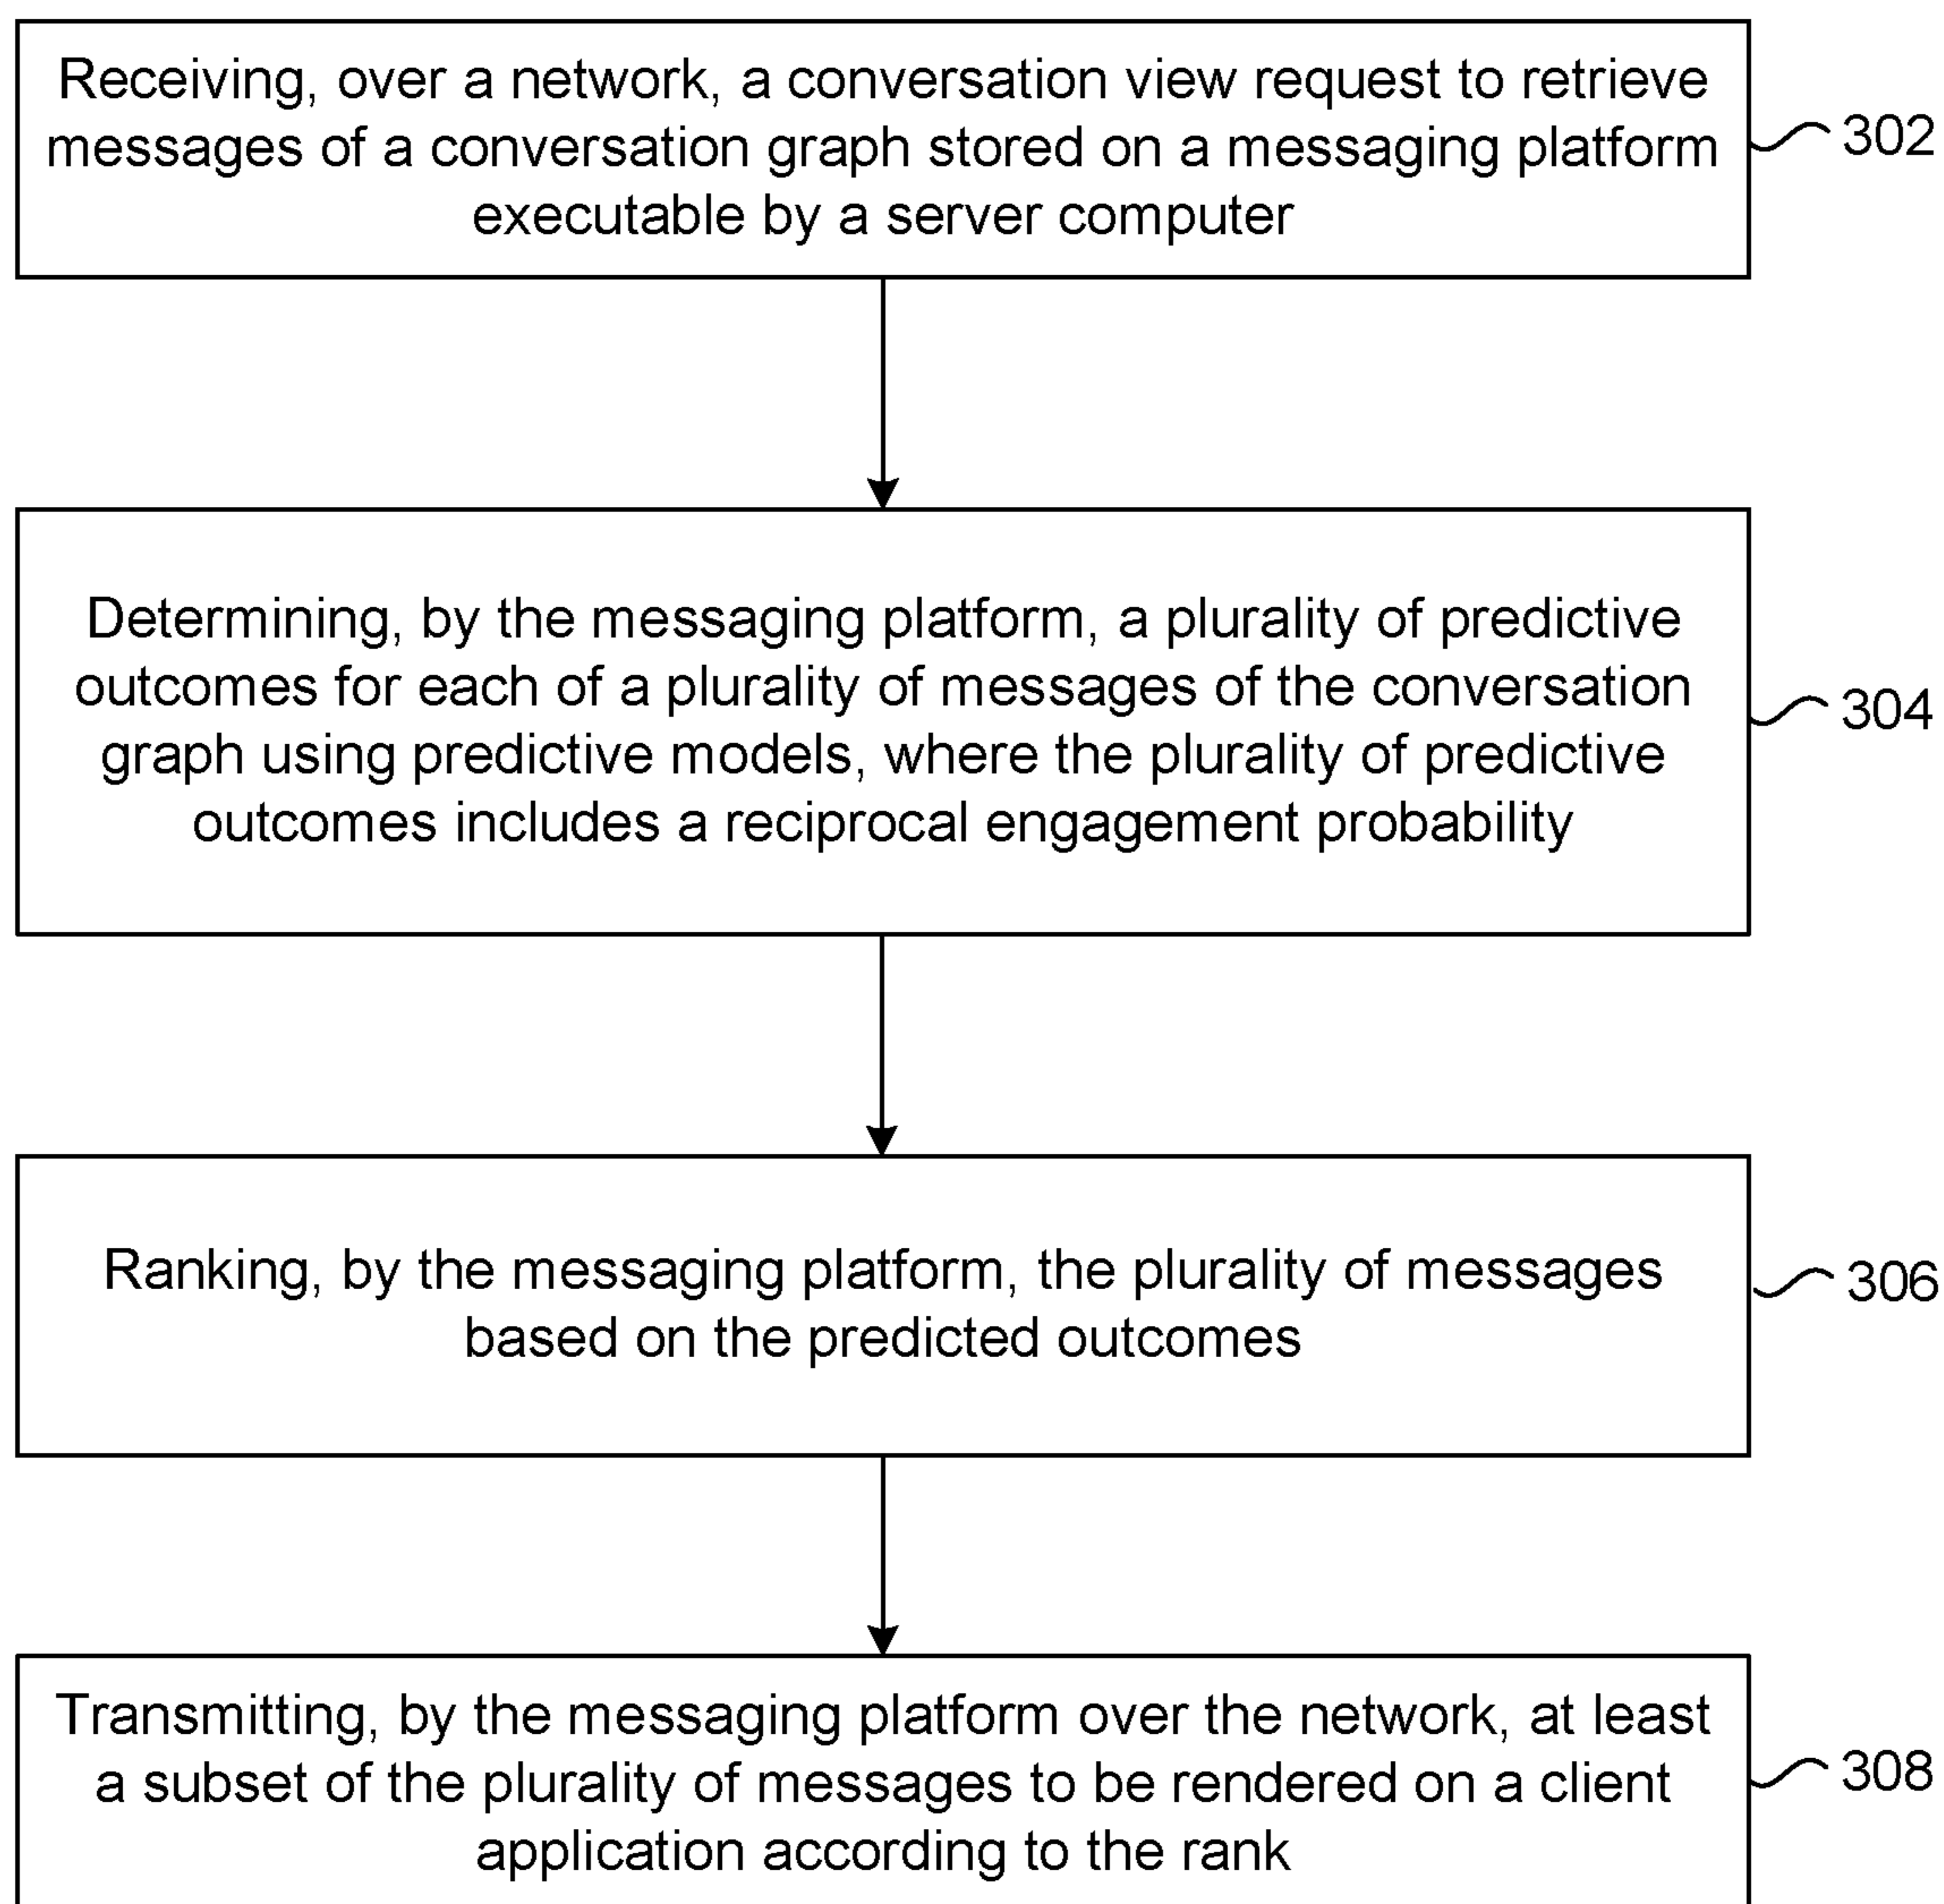 Receiving, over a network, a conversation view request to retrieve
messages of a conversation graph stored on a messaging platform
executable by a server computer
302
Determining, by the messaging platform, a plurality of predictive
outcomes for each of a plurality of messages of the conversation
graph using predictive models, where the plurality of predictive
outcomes includes a reciprocal engagement probability
304
Ranking, by the messaging platform, the plurality of messages
based on the predicted outcomes
306
Transmitting, by the messaging platform over the network, at least
a subset of the plurality of messages to be rendered on a client
application according to the rank
308